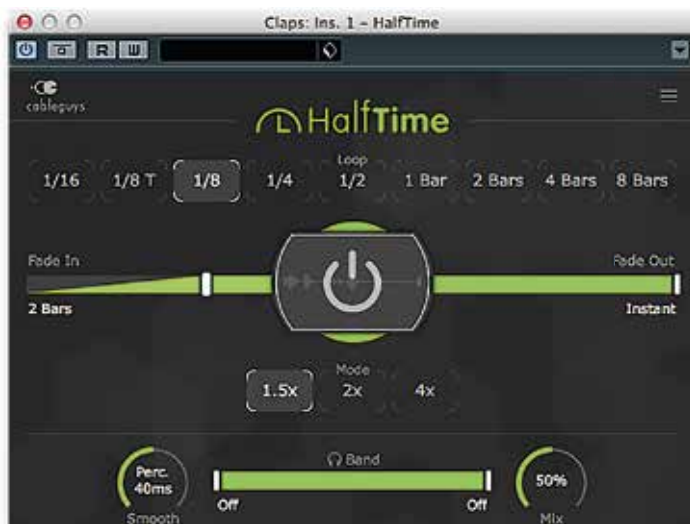 Claps: Ins. 1 - HalfTime
R W
cableguys
HalfTime
Loop
1/16 1/8 T 1/8 1/4 1/2 1 Bar 2 Bars 4 Bars 8 Bars
Fade In Fade Out
2 Bars Instant
Mode
1.5x 2x 4x
Band
Perc. 40ms 50%
Off Off
Smooth Mix